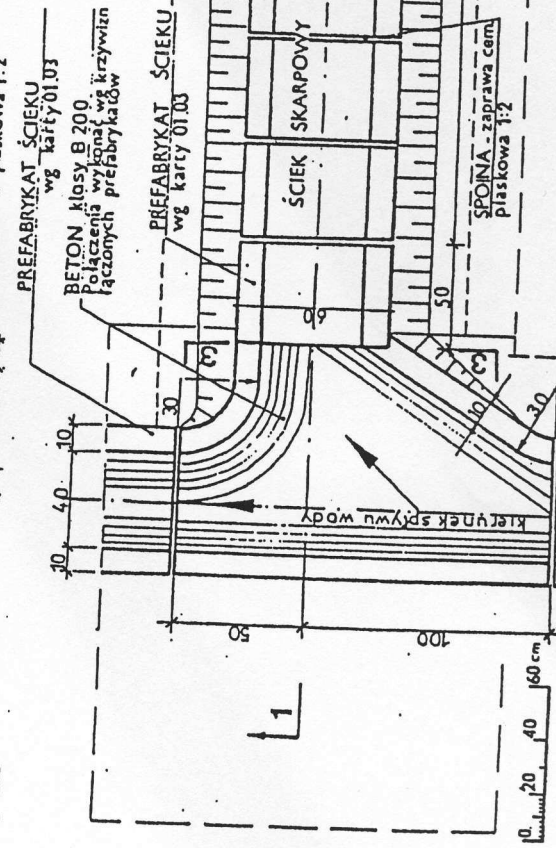 PREFABRYKAT ŚCIEKU
wg karty 01.03
BETON klasy B 200
Połączenia wykonać wg krzywizn
łączonych prefabrykatów
PREFABRYKAT ŚCIEKU
wg karty 01.03
ŚCIEK SKARPOWY
SPOINA - zaprawa cem.
piaskowa 1:2
kierunek spływu wody
10
40
10
30
3
60
50
3
10
30
50
100
1
0
20
40
60 cm